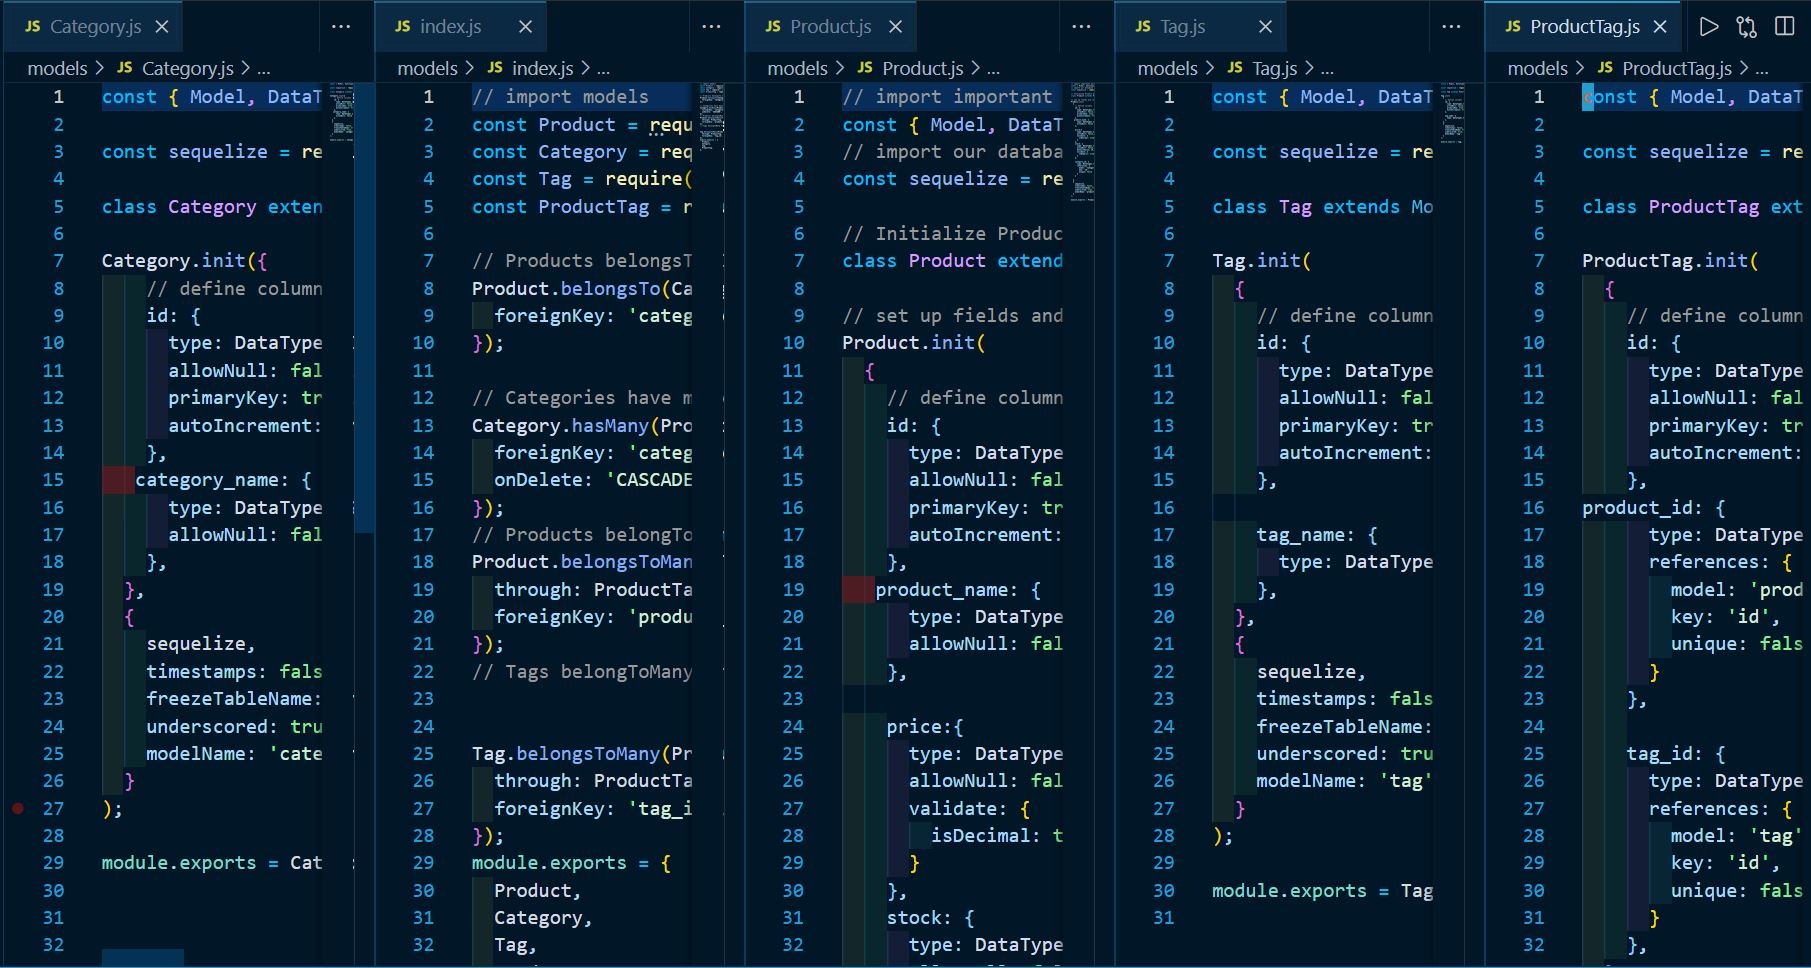 JS Category.js
models > JS Category.js > ...
1 const { Model, DataT
2
3 const sequelize = re
4
5 class Category exten
6
7 Category.init({
8 // define column
9 id: {
10 type: DataType
11 allowNull: fal
12 primaryKey: tr
13 autoIncrement:
14 },
15 category_name: {
16 type: DataType
17 allowNull: fal
18 },
19 },
20 {
21 sequelize,
22 timestamps: fals
23 freezeTableName:
24 underscored: tru
25 modelName: 'cate
26 }
27 );
28
29 module.exports = Cat
30
31
32
JS index.js
models > JS index.js > ...
1 // import models
2 const Product = requ
3 const Category = req
4 const Tag = require(
5 const ProductTag = r
6
7 // Products belongsT
8 Product.belongsTo(Ca
9 foreignKey: 'categ
10 });
11
12 // Categories have m
13 Category.hasMany(Pro
14 foreignKey: 'categ
15 onDelete: 'CASCADE
16 });
17 // Products belongTo
18 Product.belongsToMan
19 through: ProductTa
20 foreignKey: 'produ
21 });
22 // Tags belongToMany
23
24
25 Tag.belongsToMany(Pr
26 through: ProductTa
27 foreignKey: 'tag_i
28 });
29 module.exports = {
30 Product,
31 Category,
32 Tag,
JS Product.js
models > JS Product.js > ...
1 // import important
2 const { Model, DataT
3 // import our databa
4 const sequelize = re
5
6 // Initialize Produc
7 class Product extend
8
9 // set up fields and
10 Product.init(
11 {
12 // define column
13 id: {
14 type: DataType
15 allowNull: fal
16 primaryKey: tr
17 autoIncrement:
18 },
19 product_name: {
20 type: DataType
21 allowNull: fal
22 },
23
24 price:{
25 type: DataType
26 allowNull: fal
27 validate: {
28 isDecimal: t
29 }
30 },
31 stock: {
32 type: DataType
JS Tag.js
models > JS Tag.js > ...
1 const { Model, DataT
2
3 const sequelize = re
4
5 class Tag extends Mo
6
7 Tag.init(
8 {
9 // define column
10 id: {
11 type: DataType
12 allowNull: fal
13 primaryKey: tr
14 autoIncrement:
15 },
16
17 tag_name: {
18 type: DataType
19 },
20 },
21 {
22 sequelize,
23 timestamps: fals
24 freezeTableName:
25 underscored: tru
26 modelName: 'tag'
27 }
28 );
29
30 module.exports = Tag
31
JS ProductTag.js
models > JS ProductTag.js > ...
1 const { Model, DataT
2
3 const sequelize = re
4
5 class ProductTag ext
6
7 ProductTag.init(
8 {
9 // define column
10 id: {
11 type: DataType
12 allowNull: fal
13 primaryKey: tr
14 autoIncrement:
15 },
16 product_id: {
17 type: DataType
18 references: {
19 model: 'prod
20 key: 'id',
21 unique: fals
22 }
23 },
24
25 tag_id: {
26 type: DataType
27 references: {
28 model: 'tag'
29 key: 'id',
30 unique: fals
31 }
32 },